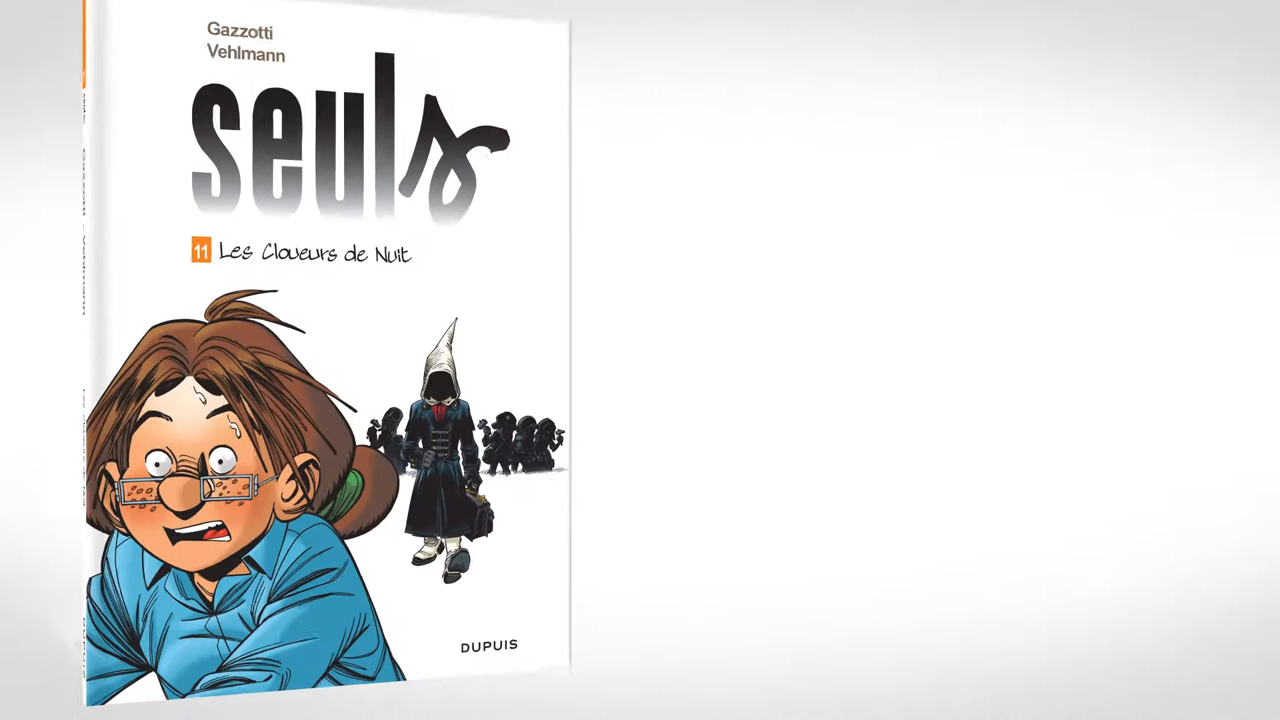 Gazzotti
Vehlmann
seuls
11 Les Cloueurs de Nuit
DUPUIS